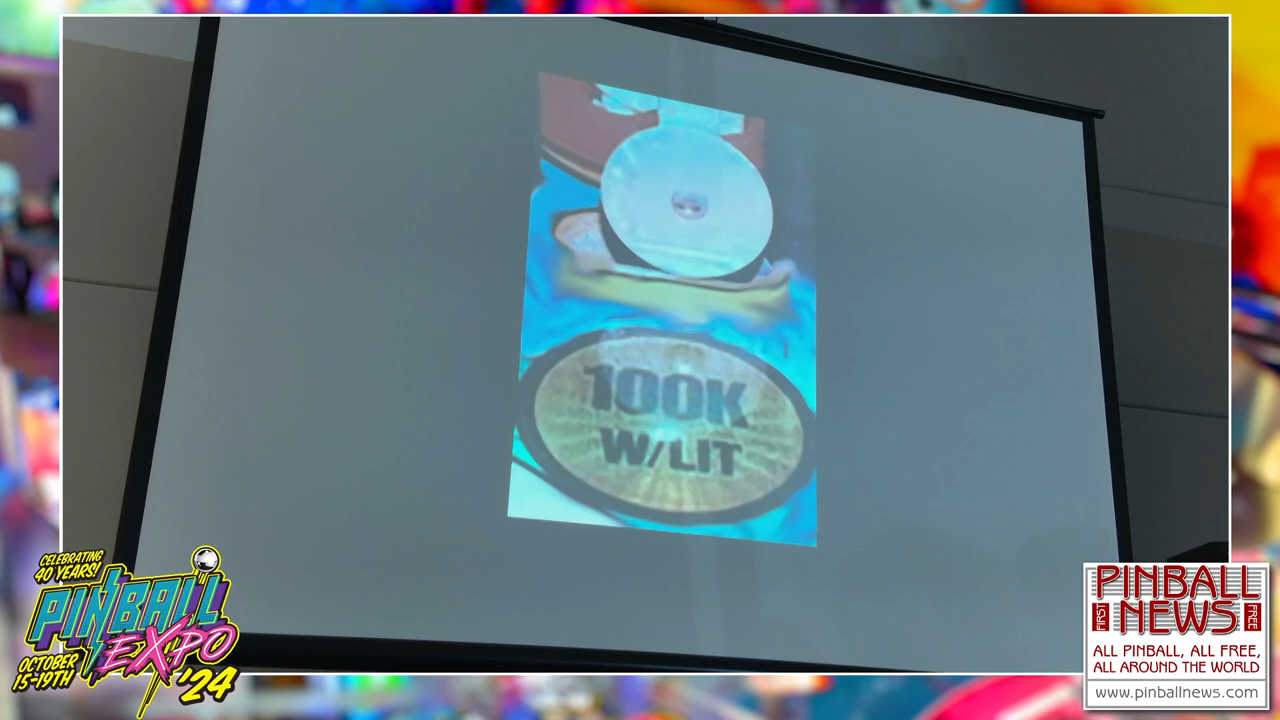 100K
W/LIT
CELEBRATING
40 YEARS!
PINBALL
EXPO
OCTOBER
15-19TH
'24
PINBALL
FIRST
NEWS
FREE
ALL PINBALL, ALL FREE,
ALL AROUND THE WORLD
www.pinballnews.com